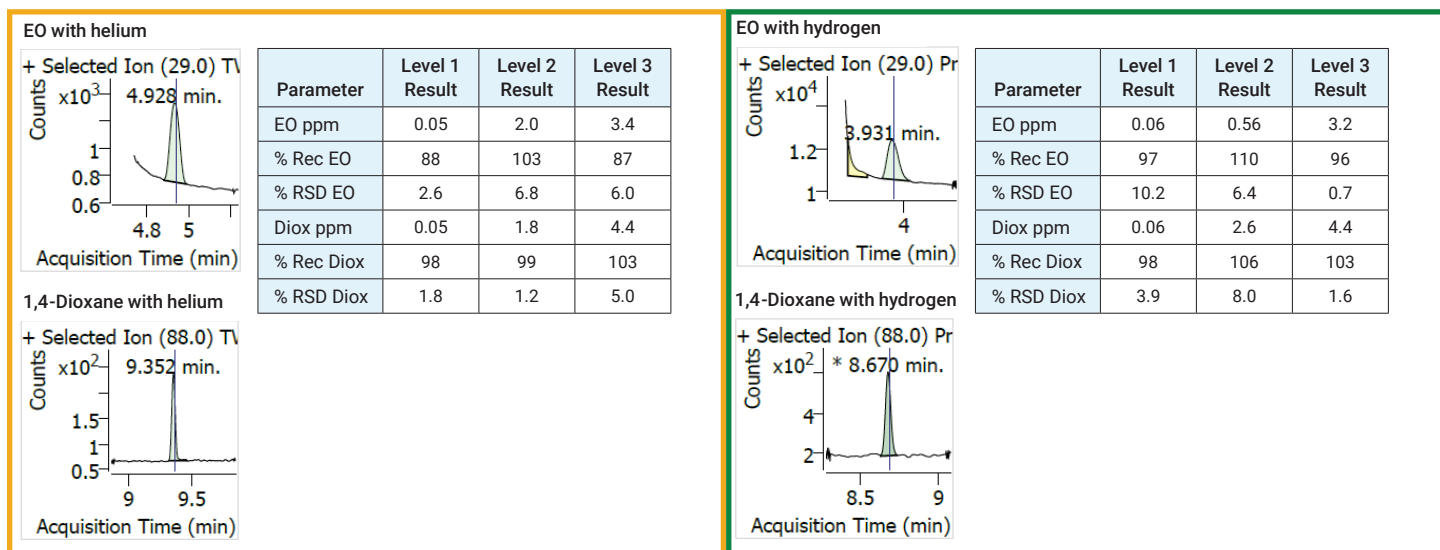 EO with helium
+ Selected Ion (29.0) TV
Counts
x10³
4.928 min.
1
0.8
0.6
4.8 5
Acquisition Time (min)
Parameter Level 1 Result Level 2 Result Level 3 Result
EO ppm 0.05 2.0 3.4
% Rec EO 88 103 87
% RSD EO 2.6 6.8 6.0
Diox ppm 0.05 1.8 4.4
% Rec Diox 98 99 103
% RSD Diox 1.8 1.2 5.0
1,4-Dioxane with helium
+ Selected Ion (88.0) TV
Counts
x10²
9.352 min.
1.5
1
0.5
9 9.5
Acquisition Time (min)
EO with hydrogen
+ Selected Ion (29.0) Pr
Counts
x10⁴
3.931 min.
1.2
1
4
Acquisition Time (min)
Parameter Level 1 Result Level 2 Result Level 3 Result
EO ppm 0.06 0.56 3.2
% Rec EO 97 110 96
% RSD EO 10.2 6.4 0.7
Diox ppm 0.06 2.6 4.4
% Rec Diox 98 106 103
% RSD Diox 3.9 8.0 1.6
1,4-Dioxane with hydrogen
+ Selected Ion (88.0) Pr
Counts
x10²
* 8.670 min.
4
2
8.5 9
Acquisition Time (min)